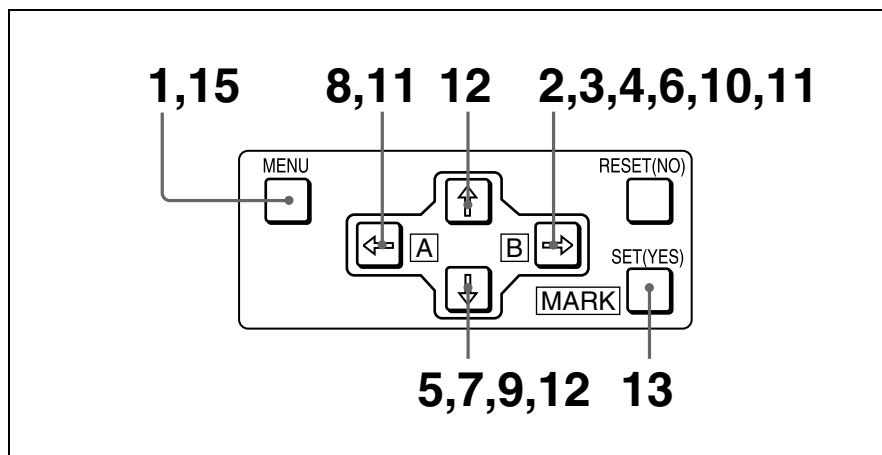 1,15 8,11 12 2,3,4,6,10,11
MENU RESET(NO)
A B SET(YES)
MARK
5,7,9,12 13